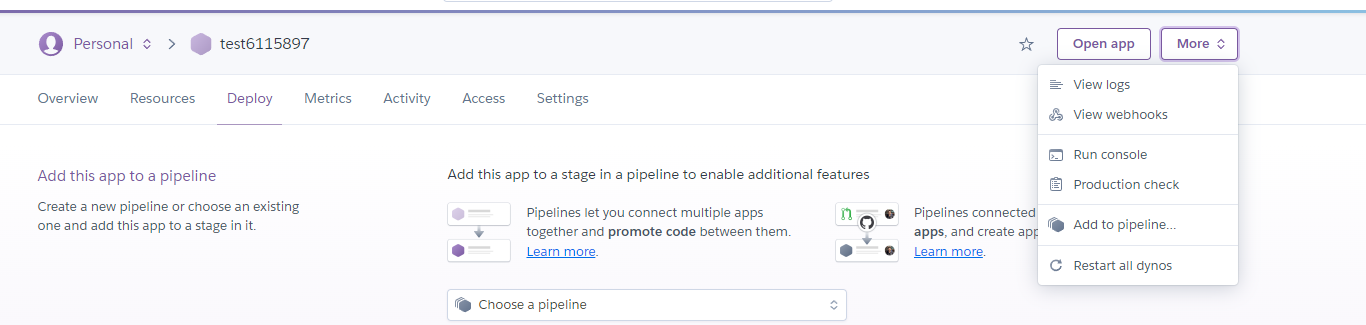 Personal
test6115897
Open app
More
Overview
Resources
Deploy
Metrics
Activity
Access
Settings
View logs
View webhooks
Run console
Production check
Add to pipeline...
Restart all dynos
Add this app to a pipeline
Create a new pipeline or choose an existing
one and add this app to a stage in it.
Add this app to a stage in a pipeline to enable additional features
Pipelines let you connect multiple apps
together and promote code between them.
Learn more.
Pipelines connected
apps, and create app
Learn more.
Choose a pipeline